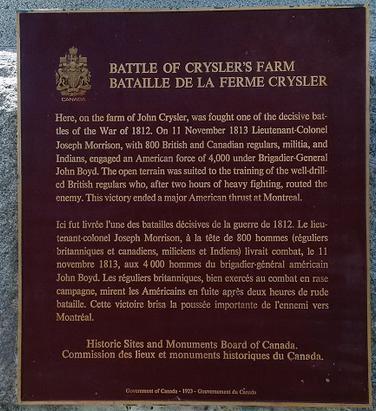 CANADA
BATTLE OF CRYSLER'S FARM
BATAILLE DE LA FERME CRYSLER
Here, on the farm of John Crysler, was fought one of the decisive bat-
tles of the War of 1812. On 11 November 1813 Lieutenant-Colonel
Joseph Morrison, with 800 British and Canadian regulars, militia, and
Indians, engaged an American force of 4,000 under Brigadier-General
John Boyd. The open terrain was suited to the training of the well-drill-
ed British regulars who, after two hours of heavy fighting, routed the
enemy. This victory ended a major American thrust at Montreal.
Ici fut livrée l'une des batailles décisives de la guerre de 1812. Le lieu-
tenant-colonel Joseph Morrison, à la tête de 800 hommes (réguliers
britanniques et canadiens, miliciens et Indiens) livrait combat, le 11
novembre 1813, aux 4 000 hommes du brigadier-général américain
John Boyd. Les réguliers britanniques, bien exercés au combat en rase
campagne, mirent les Américains en fuite après deux heures de rude
bataille. Cette victoire brisa la poussée importante de l'ennemi vers
Montréal.
Historic Sites and Monuments Board of Canada.
Commission des lieux et monuments historiques du Canada.
Government of Canada - 1923 - Gouvernement du Canada